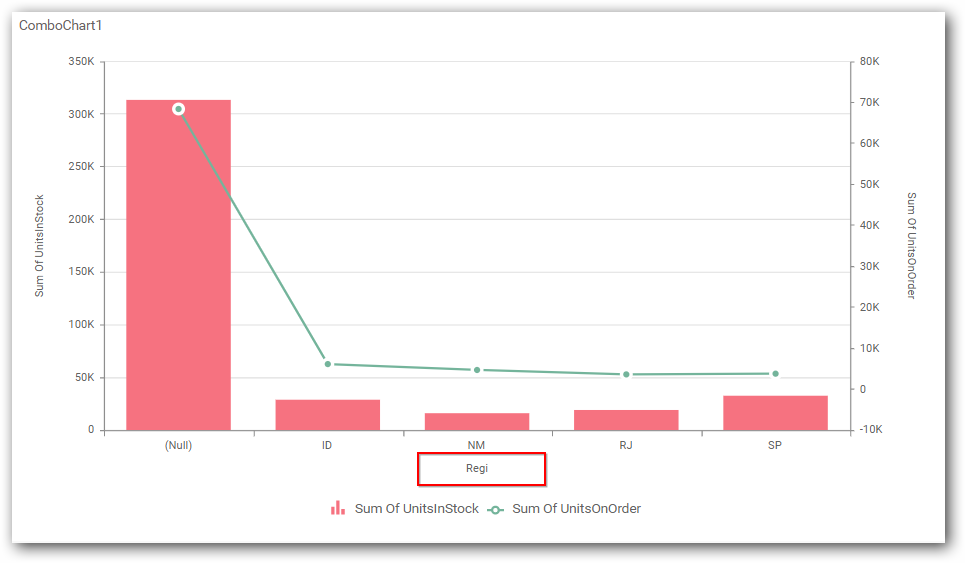 ComboChart1
350K
300K
250K
200K
150K
100K
50K
0
Sum Of UnitsInStock
80K
70K
60K
50K
40K
30K
20K
10K
0
-10K
Sum Of UnitsOnOrder
(Null) ID NM RJ SP
Regi
Sum Of UnitsInStock Sum Of UnitsOnOrder